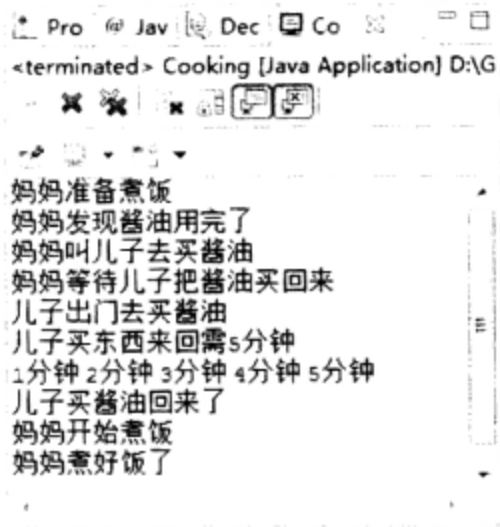 Pro @ Jav Dec Co
<terminated> Cooking [Java Application] D:\G
妈妈准备煮饭
妈妈发现酱油用完了
妈妈叫儿子去买酱油
妈妈等待儿子把酱油买回来
儿子出门去买酱油
儿子买东西来回需5分钟
1分钟 2分钟 3分钟 4分钟 5分钟
儿子买酱油回来了
妈妈开始煮饭
妈妈煮好饭了